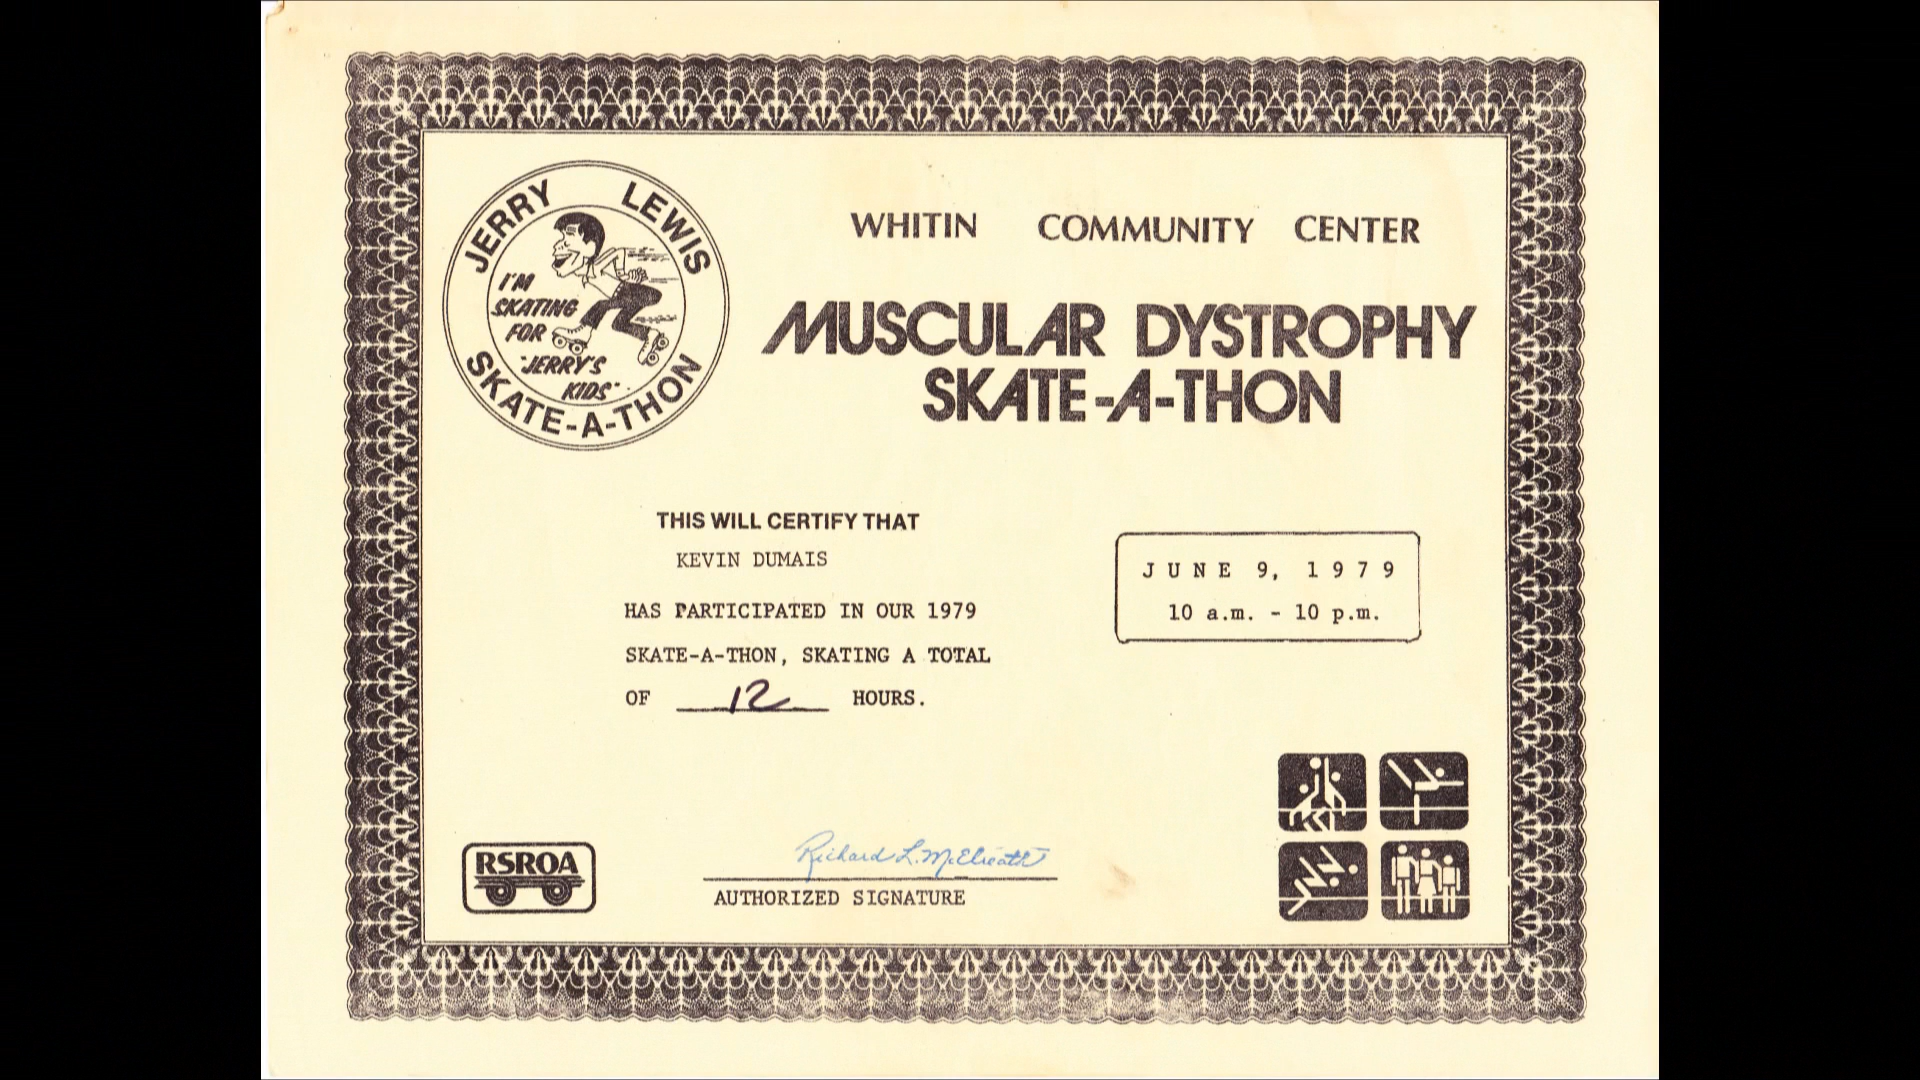 JERRY LEWIS
I'M
SKATING
FOR
"JERRY'S
KIDS"
SKATE-A-THON
WHITIN COMMUNITY CENTER
MUSCULAR DYSTROPHY
SKATE-A-THON
THIS WILL CERTIFY THAT
KEVIN DUMAIS
HAS PARTICIPATED IN OUR 1979
SKATE-A-THON, SKATING A TOTAL
OF 12 HOURS.
JUNE 9, 1979
10 a.m. - 10 p.m.
RSROA
Richard L. McElreath
AUTHORIZED SIGNATURE